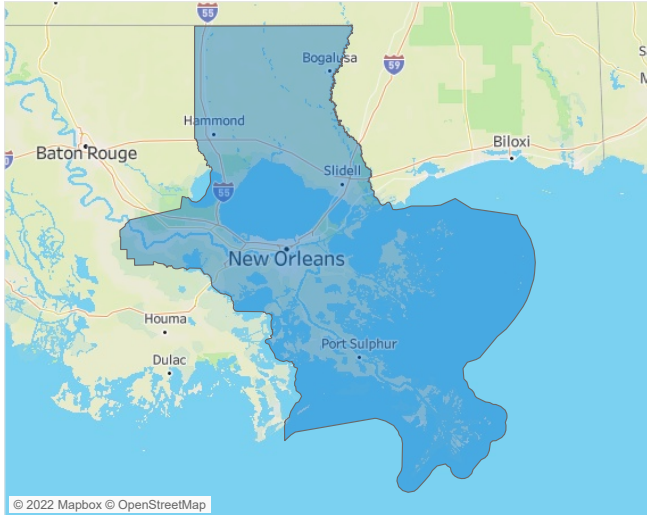 55
Bogalusa
59
S
M
Hammond
Biloxi
Baton Rouge
Slidell
55
New Orleans
Houma
Port Sulphur
Dulac
© 2022 Mapbox © OpenStreetMap